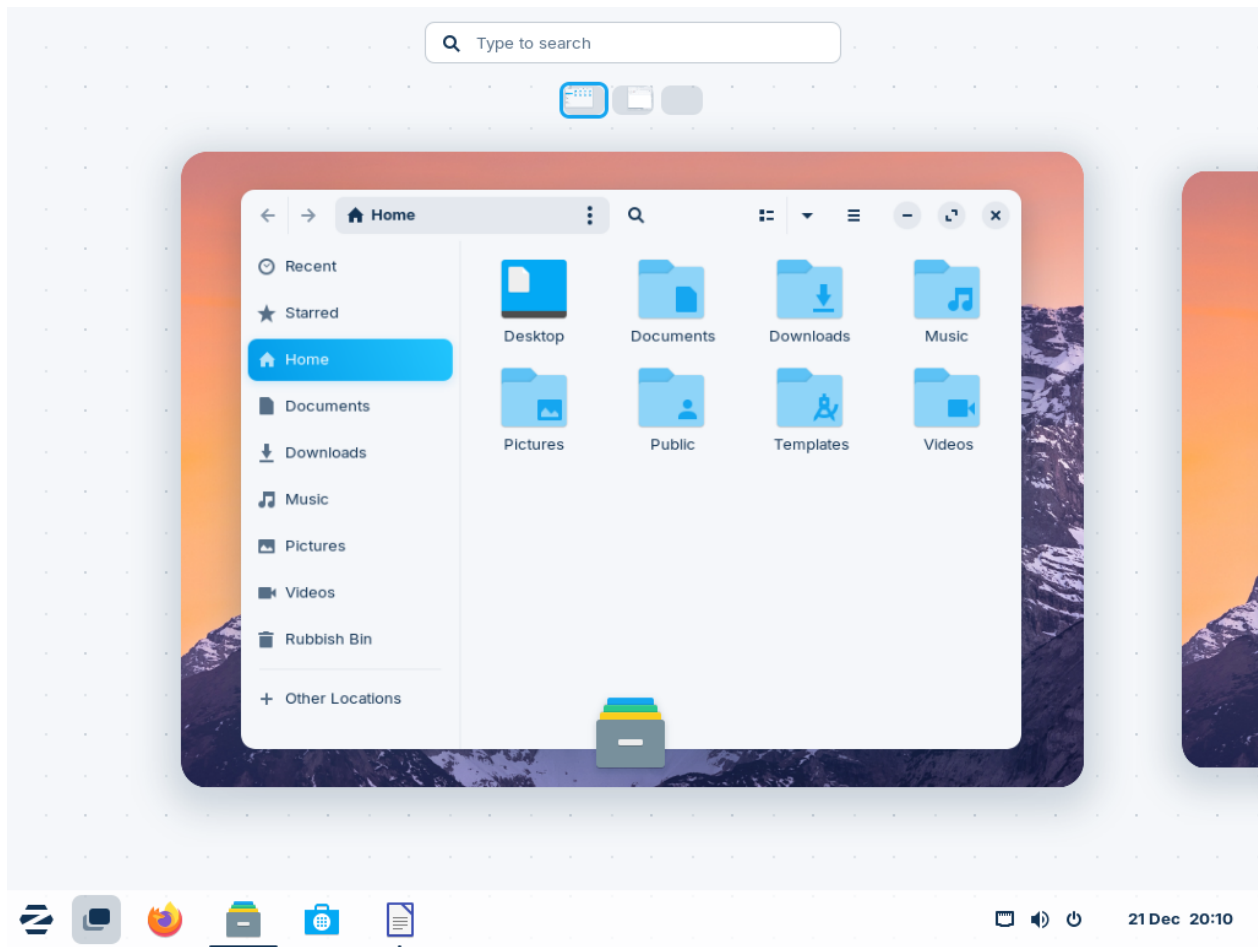 Type to search
Home
Recent
Starred
Home
Documents
Downloads
Music
Pictures
Videos
Rubbish Bin
Other Locations
Desktop
Documents
Downloads
Music
Pictures
Public
Templates
Videos
21 Dec 20:10